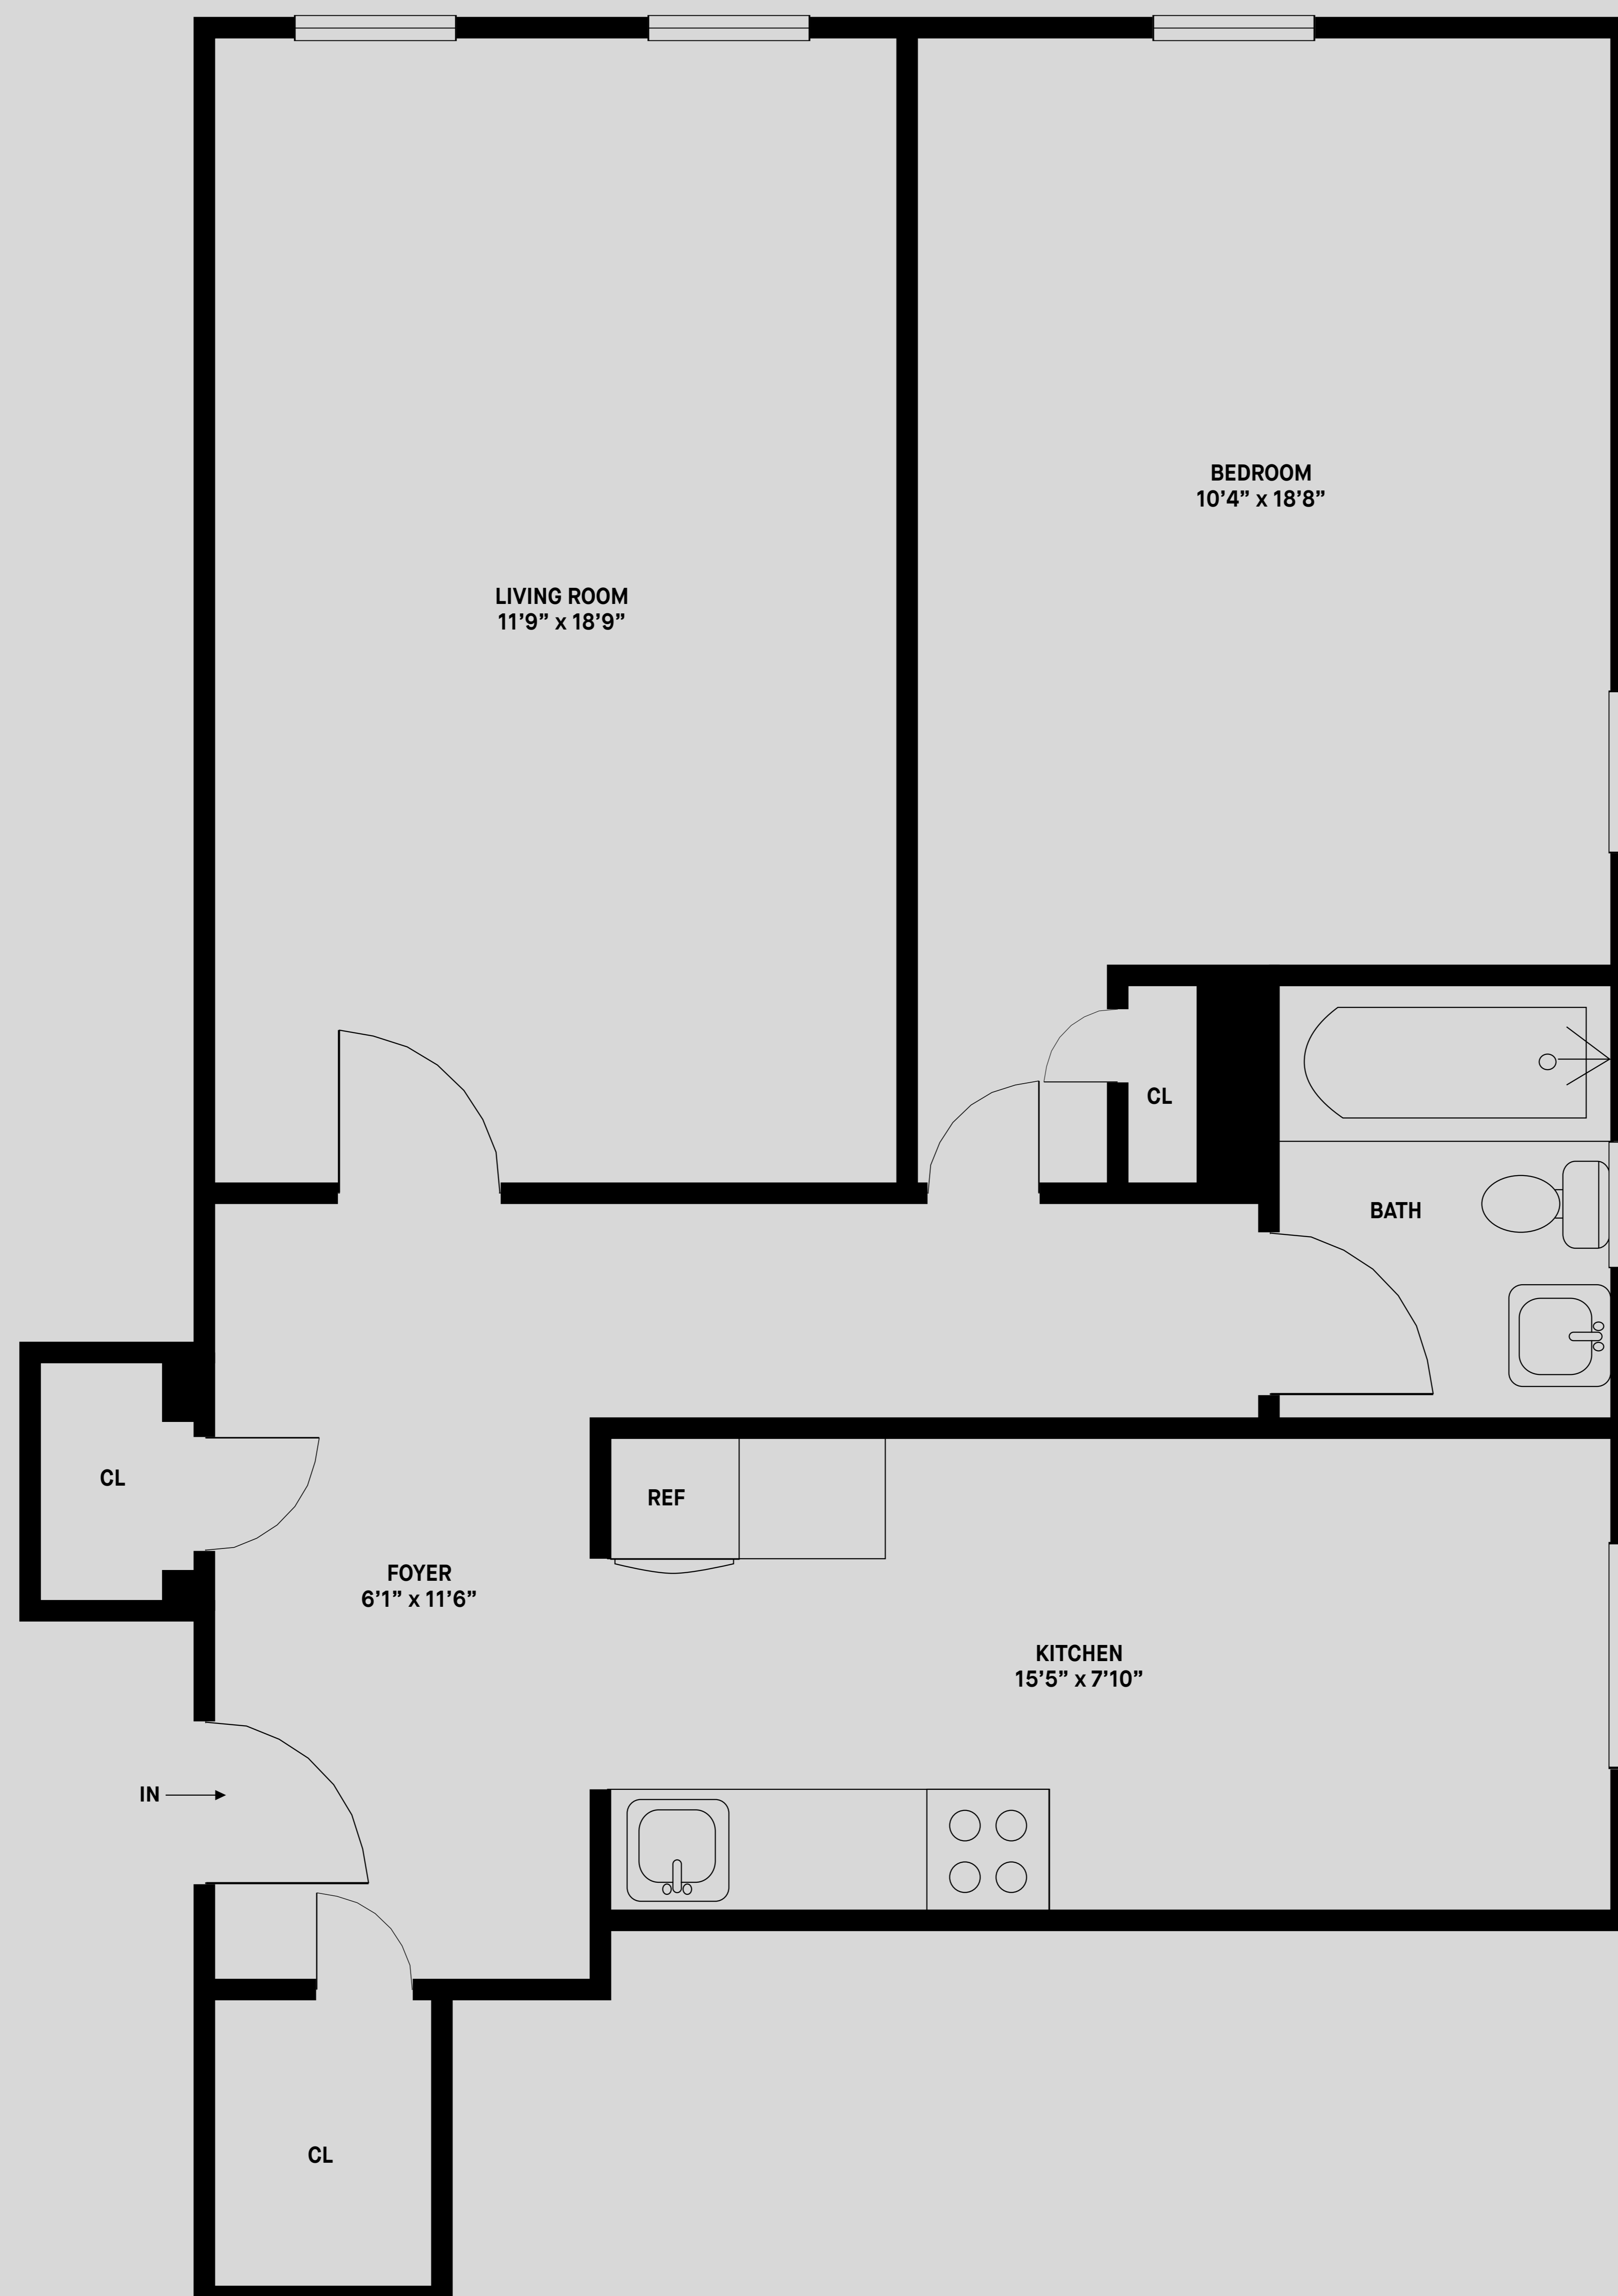 BEDROOM
10’4” x 18’8”
LIVING ROOM
11’9” x 18’9”
CL
BATH
CL
REF
FOYER
6’1” x 11’6”
KITCHEN
15’5” x 7’10”
IN
CL